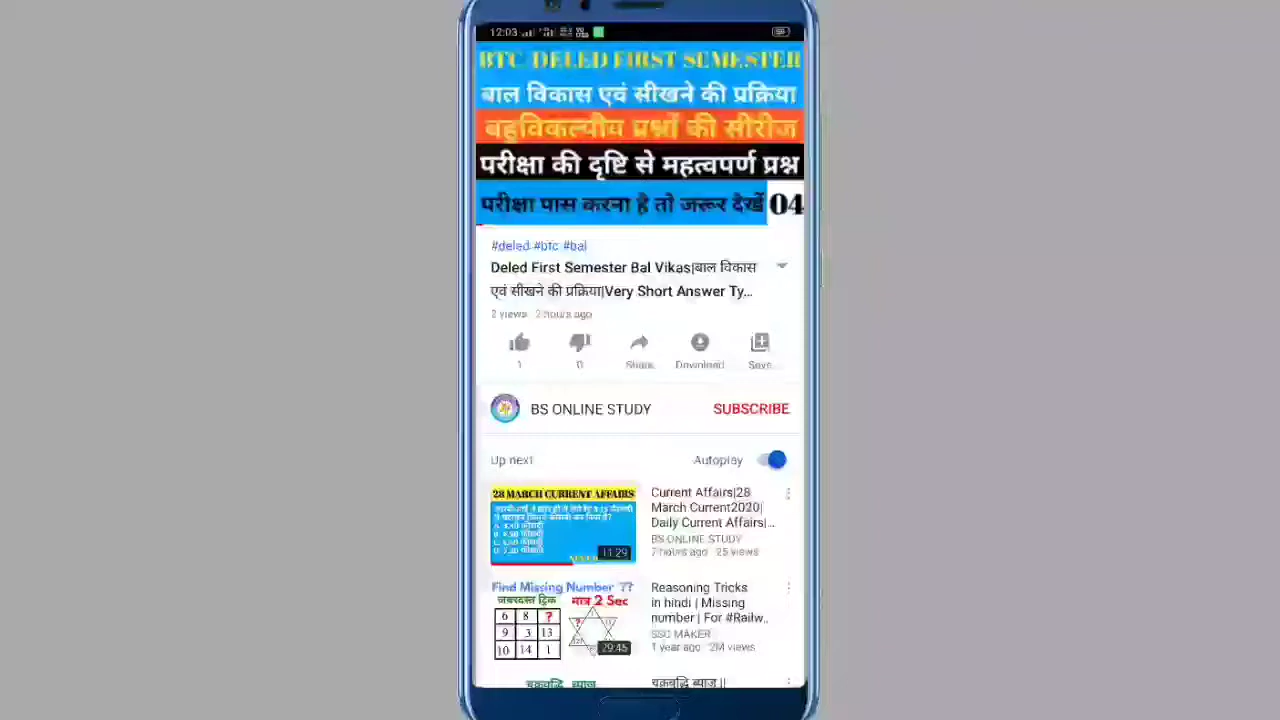 12:03
BTC DELED FIRST SEMESTER
बाल विकास एवं सीखने की प्रक्रिया
बहुविकल्पीय प्रश्नों की सीरीज
परीक्षा की दृष्टि से महत्वपर्ण प्रश्न
परीक्षा पास करना है तो जरूर देखें 04
#deled #btc #bal
Deled First Semester Bal Vikas|बाल विकास
एवं सीखने की प्रक्रिया|Very Short Answer Ty...
2 views 2 hours ago
1 0 Share Download Save
BS ONLINE STUDY SUBSCRIBE
Up next Autoplay
28 MARCH CURRENT AFFAIRS
11:29
Current Affairs|28
March Current2020|
Daily Current Affairs|...
BS ONLINE STUDY
7 hours ago 25 views
Find Missing Number ??
जबरदस्त ट्रिक मात्र 2 Sec
6 8 ?
9 3 13
10 14 1
?
29:45
Reasoning Tricks
in hindi | Missing
number | For #Railw..
SSC MAKER
1 year ago 2M views
चक्रवृद्धि ब्याज
चक्रवृद्धि ब्याज ||